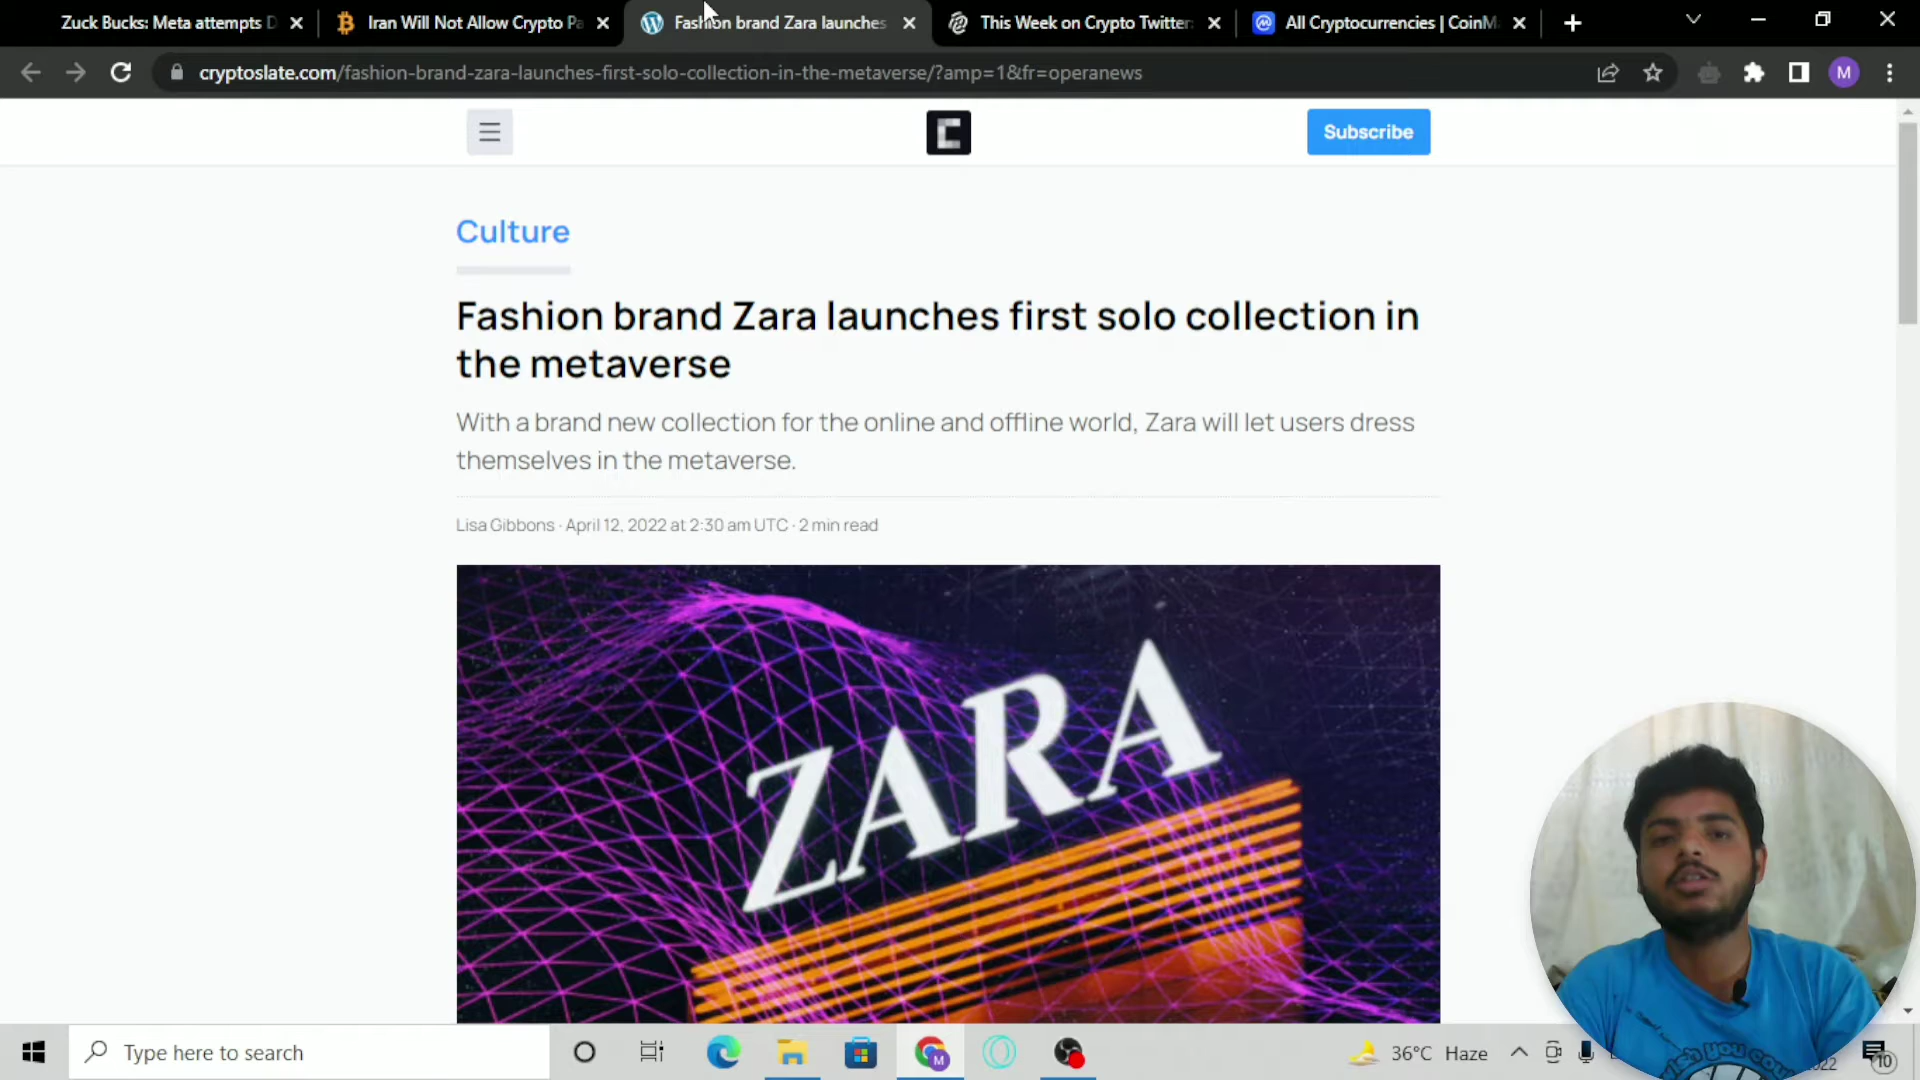 Zuck Bucks: Meta attempts D
Iran Will Not Allow Crypto Pa
Fashion brand Zara launches
This Week on Crypto Twitter:
All Cryptocurrencies | CoinM
cryptoslate.com/fashion-brand-zara-launches-first-solo-collection-in-the-metaverse/?amp=1&fr=operanews
M
Subscribe
Culture
Fashion brand Zara launches first solo collection in
the metaverse
With a brand new collection for the online and offline world, Zara will let users dress
themselves in the metaverse.
Lisa Gibbons · April 12, 2022 at 2:30 am UTC · 2 min read
ZARA
Type here to search
M
36°C Haze
2022
10